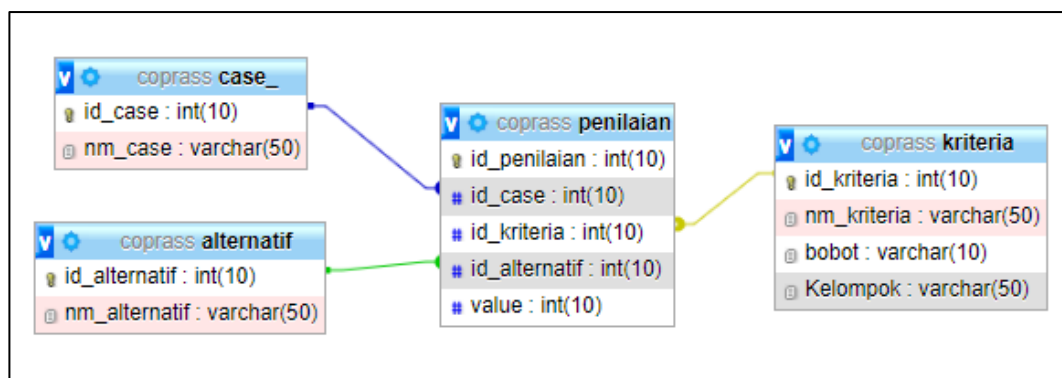 coprass case_
id_case : int(10)
nm_case : varchar(50)
coprass alternatif
id_alternatif : int(10)
nm_alternatif : varchar(50)
coprass penilaian
id_penilaian : int(10)
id_case : int(10)
id_kriteria : int(10)
id_alternatif : int(10)
value : int(10)
coprass kriteria
id_kriteria : int(10)
nm_kriteria : varchar(50)
bobot : varchar(10)
Kelompok : varchar(50)